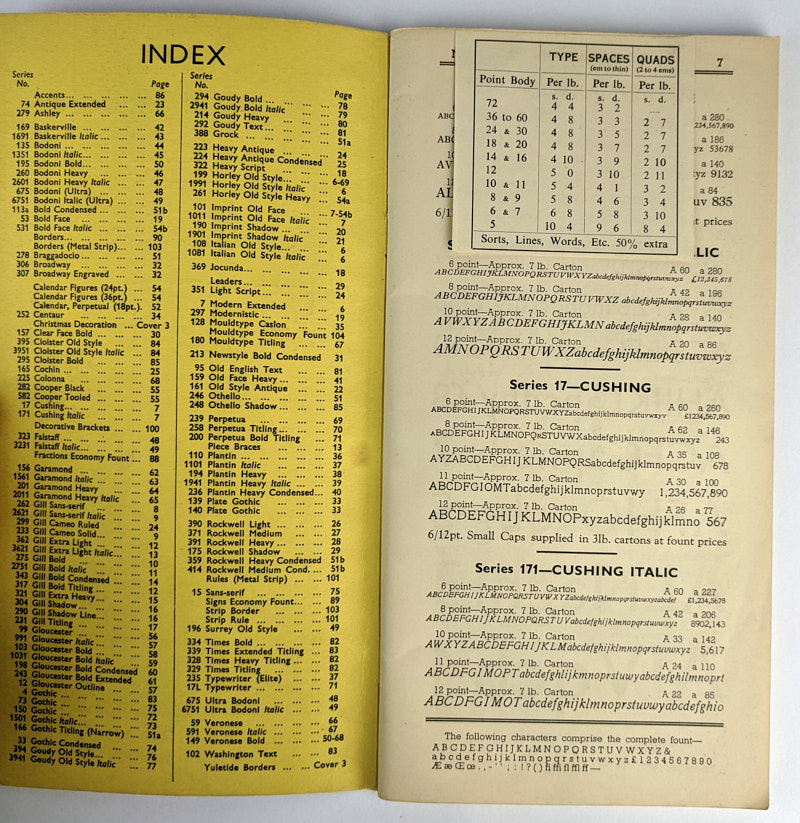 INDEX
Series No. Page
Accents... ... ... ... 86
74 Antique Extended ... ... 23
279 Ashley ... ... ... ... 66
169 Baskerville ... ... ... 42
1691 Baskerville Italic ... ... 43
135 Bodoni ... ... ... ... 44
1351 Bodoni Italic... ... ... 45
195 Bodoni Bold... ... ... 50
260 Bodoni Heavy ... ... 46
2601 Bodoni Heavy Italic ... 47
675 Bodoni (Ultra) ... ... 48
6751 Bodoni Italic (Ultra) ... 49
113a Bold Condensed ... ... 51b
53 Bold Face ... ... ... 19
531 Bold Face Italic ... ... 54b
Borders... ... ... ... 90
Borders (Metal Strip)... ... 103
278 Braggadocio ... ... ... 51
306 Broadway ... ... ... 32
307 Broadway Engraved ... ... 32
Calendar Figures (24pt.) ... 54
Calendar Figures (36pt.) ... 54
Calendar, Perpetual (18pt.) 52
252 Centaur ... ... ... 34
Christmas Decoration ... Cover 3
157 Clear Face Bold ... ... 30
395 Cloister Old Style ... ... 84
3951 Cloister Old Style Italic ... 84
295 Cloister Bold ... ... ... 85
165 Cochin ... ... ... ... 25
225 Colonna ... ... ... 68
282 Cooper Black ... ... 55
582 Cooper Tooled ... ... 55
17 Cushing... ... ... ... 7
171 Cushing Italic ... ... 7
Decorative Brackets ... ... 100
323 Falstaff ... ... ... ... 48
3231 Falstaff Italic... ... ... 49
Fractions Economy Fount ... 88
156 Garamond ... ... ... 62
1561 Garamond Italic ... ... 63
201 Garamond Heavy ... ... 64
2011 Garamond Heavy Italic ... 65
262 Gill Sans-serif ... ... 8
2621 Gill Sans-serif Italic ... 9
299 Gill Cameo Ruled ... ... 24
233 Gill Cameo Solid... ... ... 9
362 Gill Extra Light ... ... 12
3621 Gill Extra Light Italic... ... 13
275 Gill Bold ... ... ... 10
2751 Gill Bold Italic ... ... 11
343 Gill Bold Condensed ... 14
317 Gill Bold Titling ... ... 12
321 Gill Extra Heavy ... ... 15
304 Gill Shadow... ... ... 16
290 Gill Shadow Line... ... 16
231 Gill Titling ... ... ... 17
99 Gloucester ... ... ... 56
991 Gloucester Italic ... ... 57
103 Gloucester Bold ... ... 58
1031 Gloucester Bold Italic ... 59
198 Gloucester Bold Condensed 60
243 Gloucester Bold Extended 61
12 Gloucester Outline ... ... 57
4 Gothic ... ... ... ... 83
73 Gothic ... ... ... ... 75
150 Gothic ... ... ... ... 72
1501 Gothic Italic... ... ... 73
166 Gothic Titling (Narrow) ... 51a
33 Gothic Condensed ... ... 74
394 Goudy Old Style... ... ... 76
3941 Goudy Old Style Italic ... 77
Series No. Page
294 Goudy Bold ... ... ... 78
2941 Goudy Bold Italic ... ... 79
214 Goudy Heavy ... ... 80
292 Goudy Text... ... ... 81
388 Grock ... ... ... ... 51a
223 Heavy Antique ... ... 24
224 Heavy Antique Condensed 25
322 Heavy Script ... ... ... 18
199 Horley Old Style... ... 6-69
1991 Horley Old Style Italic ... 6
261 Horley Old Style Heavy ... 54a
101 Imprint Old Face ... ... 7-54b
1011 Imprint Old Face Italic ... 7
190 Imprint Shadow ... ... 20
1901 Imprint Shadow Italic ... 21
108 Italian Old Style... ... 6
1081 Italian Old Style Italic ... 6
369 Jocunda... ... ... ... 18
Leaders... ... ... ... 29
351 Light Script ... ... ... 24
7 Modern Extended ... ... 6
297 Modernistic ... ... ... 19
128 Mouldtype Caslon ... 35
Mouldtype Economy Fount 104
180 Mouldtype Titling ... ... 67
213 Newstyle Bold Condensed 31
95 Old English Text ... ... 81
159 Old Face Heavy... ... ... 41
161 Old Style Antique ... ... 22
246 Othello ... ... ... ... 51
248 Othello Shadow ... ... 85
239 Perpetua ... ... ... 69
258 Perpetua Titling ... ... 70
200 Perpetua Bold Titling ... 71
Piece Braces ... ... ... 13
110 Plantin ... ... ... ... 36
1101 Plantin Italic ... ... ... 37
194 Plantin Heavy ... ... 38
1941 Plantin Heavy Italic ... ... 39
236 Plantin Heavy Condensed... 40
139 Plate Gothic ... ... ... 33
140 Plate Gothic ... ... ... 33
390 Rockwell Light ... ... 26
371 Rockwell Medium ... ... 27
391 Rockwell Heavy ... ... 28
175 Rockwell Shadow ... ... 29
359 Rockwell Heavy Condensed 51b
414 Rockwell Medium Cond. ... 51b
Rules (Metal Strip) ... ... 101
15 Sans-serif ... ... ... 75
Signs Economy Fount... ... 89
Strip Border ... ... ... 103
Strip Rule ... ... ... 101
196 Surrey Old Style ... ... 49
334 Times Bold ... ... ... 82
339 Times Extended Titling ... 83
328 Times Heavy Titling ... ... 82
329 Times Titling ... ... ... 82
235 Typewriter (Elite) ... ... 37
17L Typewriter ... ... ... 71
675 Ultra Bodoni ... ... ... 48
6751 Ultra Bodoni Italic ... ... 49
59 Veronese ... ... ... 66
591 Veronese Italic ... ... 67
149 Veronese Bold ... ... 50-68
102 Washington Text ... ... 83
Yuletide Borders ... ... Cover 3
7
TYPE SPACES (em to thin) QUADS (2 to 4 ems)
Point Body Per lb. Per lb. Per lb.
s. d. s. d. s. d.
72 4 4 3 2
36 to 60 4 8 3 3 2 7
24 & 30 4 8 3 5 2 7
18 & 20 4 8 3 7 2 7
14 & 16 4 10 3 9 2 10
12 5 0 3 10 2 11
10 & 11 5 4 4 1 3 2
8 & 9 5 8 4 6 3 4
6 & 7 6 8 5 8 3 10
5 10 4 9 6 8 4
Sorts, Lines, Words, Etc. 50% extra
a 280
234,567,890
a 186
yz 53678
a 140
yz 9132
a 84
uv 835
prices
6 point—Approx. 7 lb. Carton A 60 a 280
ABCDEFGHIJKLMNOPQRSTUVWXYZabcdefghijklmnopqrstuvwxyz £12,345,678
8 point—Approx. 7 lb. Carton A 42 a 196
ABCDEFGHIJKLMNOPQRSTUVWXZ abcdefghijklmnopqrstuvwxyz
10 point—Approx. 7 lb. Carton A 28 a 140
AVWXYZABCDEFGHIJKLMN abcdefghijklmnopqrstuvwxyz
12 point—Approx. 7 lb. Carton A 20 a 86
AMNOPQRSTUWXZabcdefghijklmnopqrstuvwxyz
Series 17—CUSHING
6 point—Approx. 7 lb. Carton A 60 a 260
ABCDEFGHIJKLMNOPQRSTUVWXYZabcdefghijklmnopqrstuvwxyv £1234,567,890
8 point—Approx. 7 lb. Carton A 62 a 146
ABCDEFGHIJKLMNOPQRSTUVWXabcdefghijklmnopqrstuvwxyz 243
10 point—Approx. 7 lb. Carton A 35 a 108
AYZABCDEFGHIJKLMNOPQRSabcdefghijklmnopqrstuv 678
11 point—Approx. 7 lb. Carton A 30 a 100
ABCDFGIOMTabcdefghijklmnoprstuvwy 1,234,567,890
12 point—Approx. 7 lb. Carton A 26 a 77
ABCDEFGHIJKLMNOPxyzabcdefghijklmno 567
6/12pt. Small Caps supplied in 3lb. cartons at fount prices
Series 171—CUSHING ITALIC
6 point—Approx. 7 lb. Carton A 60 a 227
ABCDEFGHIJKLMNOPQRSTUVWXYZabcdefghijklmnopqrstuvwxyzabcdef £1,234,5678
8 point—Approx. 7 lb. Carton A 42 a 206
ABCDEFGHIJKLMNOPQRSTUVWXYZabcdefghijklmnopqrstuvwxyz 8902,143
10 point—Approx. 7 lb. Carton A 33 a 142
AWXYZABCDEFGHIJKLMabcdefghijklmnopqrstuvwxyz 5,617
11 point—Approx. 7 lb. Carton A 24 a 110
ABCDFGIMOPTabcdefghijklmnoprstuwyabcdefghijklmnoprt
12 point—Approx. 7 lb. Carton A 22 a 85
ABCDFGIMOTabcdefghijklmnoprstuvwyabcdefghio
The following characters comprise the complete fount—
ABCDEFGHIJKLMNOPQRSTUVWXYZ&
abcdefghijklmnopqrstuvwxyz£1234567890
ÆæŒœ.,-'‘;:!?()fiflffffiffl—